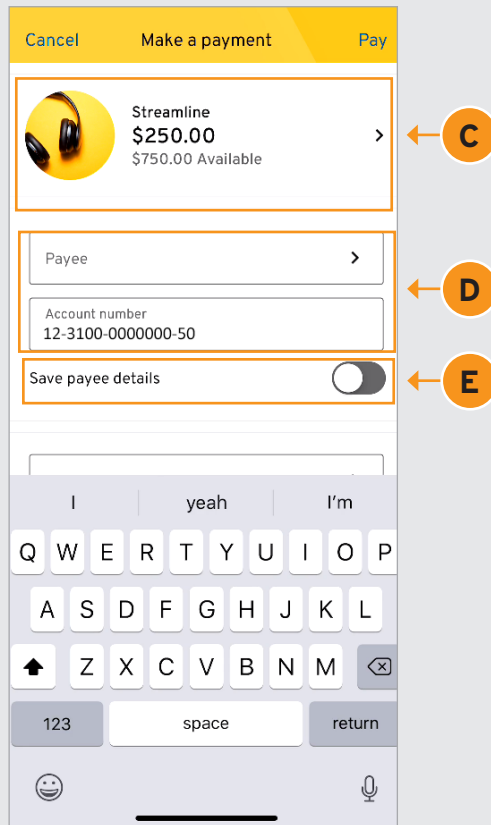 Cancel Make a payment Pay
Streamline
$250.00
$750.00 Available
C
Payee
D
Account number
12-3100-0000000-50
Save payee details
E
I yeah I'm
Q W E R T Y U I O P
A S D F G H J K L
Z X C V B N M
123 space return